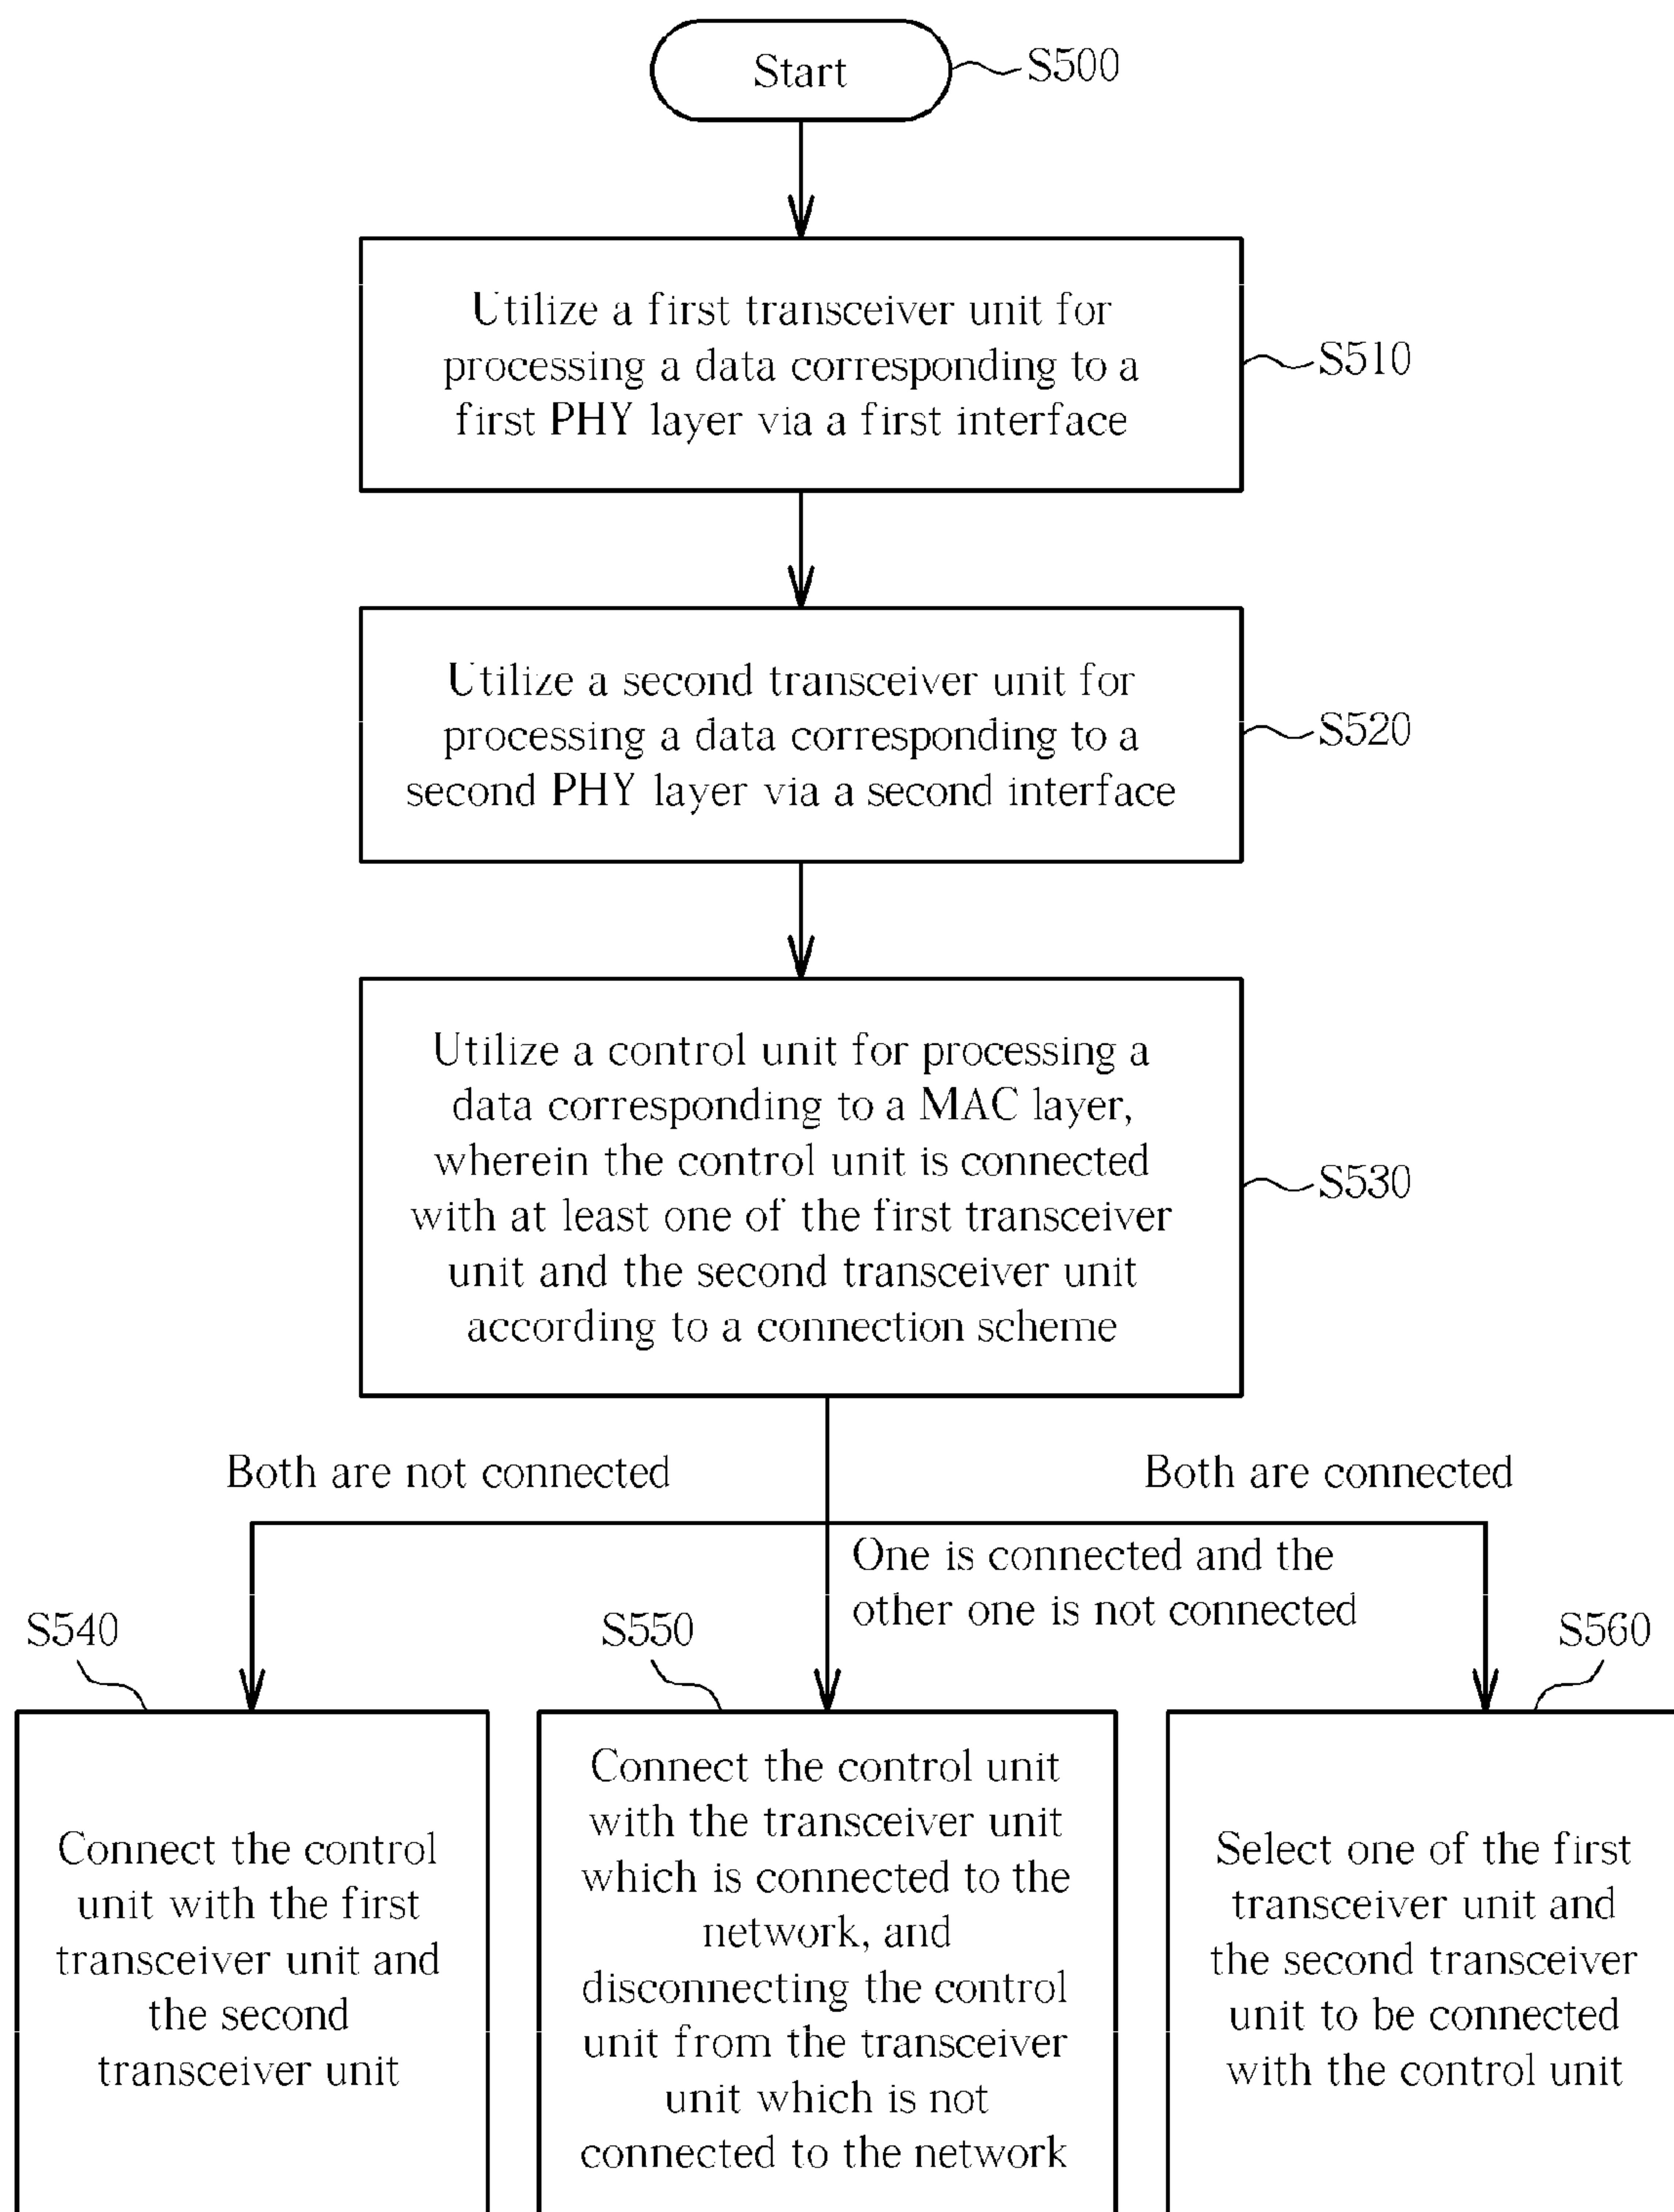 Start
S500
Utilize a first transceiver unit for
processing a data corresponding to a
first PHY layer via a first interface
S510
Utilize a second transceiver unit for
processing a data corresponding to a
second PHY layer via a second interface
S520
Utilize a control unit for processing a
data corresponding to a MAC layer,
wherein the control unit is connected
with at least one of the first transceiver
unit and the second transceiver unit
according to a connection scheme
S530
Both are not connected
Both are connected
One is connected and the
other one is not connected
S540
S550
S560
Connect the control
unit with the first
transceiver unit and
the second
transceiver unit
Connect the control unit
with the transceiver unit
which is connected to the
network, and
disconnecting the control
unit from the transceiver
unit which is not
connected to the network
Select one of the first
transceiver unit and
the second transceiver
unit to be connected
with the control unit